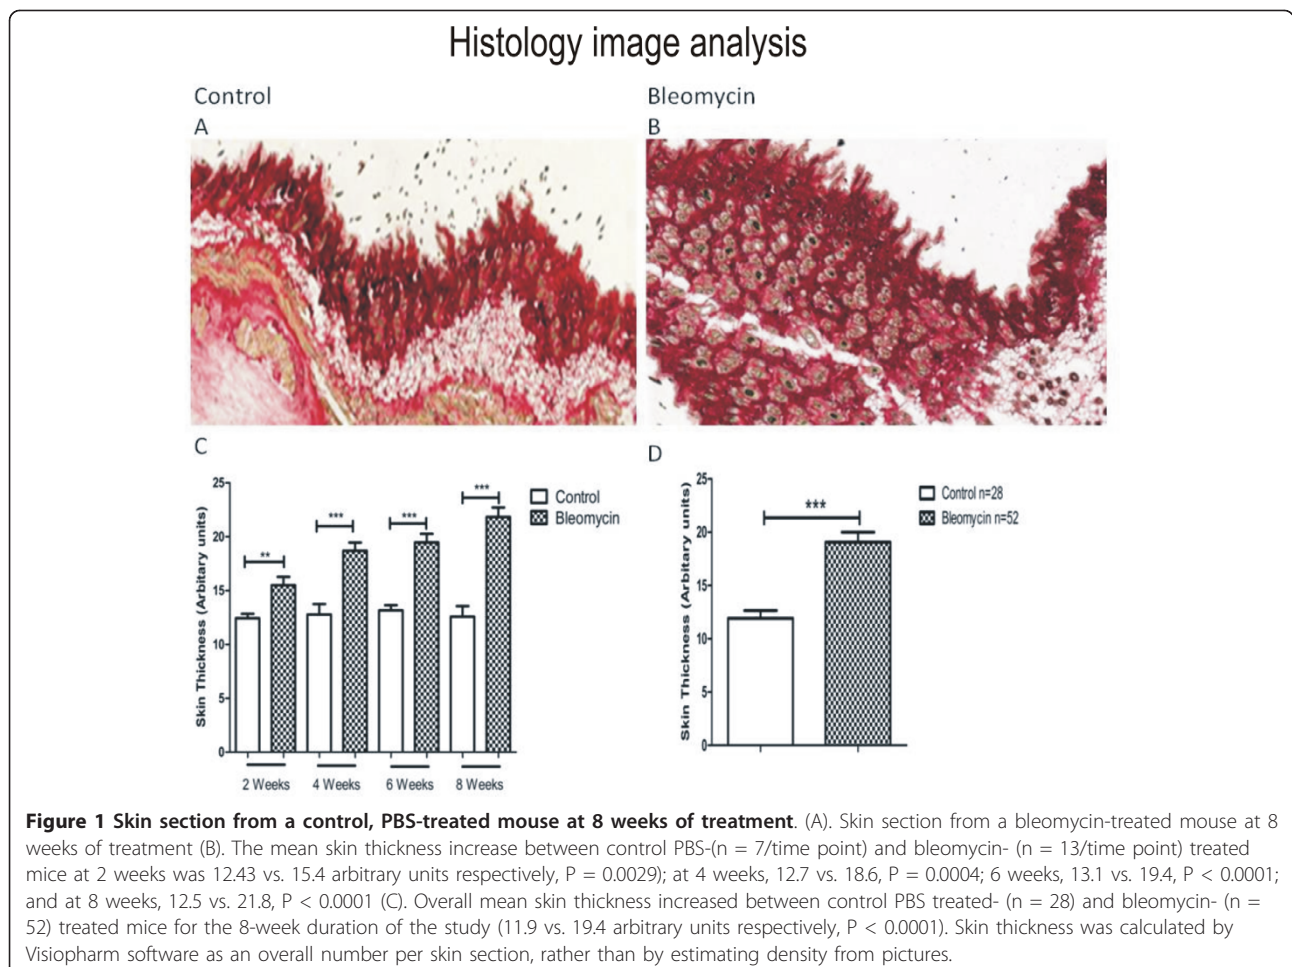 Histology image analysis
Control
Bleomycin
A
B
C
D
Skin Thickness (Arbitary units)
25
20
15
10
5
0
**
***
***
***
Control
Bleomycin
2 Weeks
4 Weeks
6 Weeks
8 Weeks
Skin Thickness (Arbitary units)
25
20
15
10
5
0
***
Control n=28
Bleomycin n=52
Figure 1 Skin section from a control, PBS-treated mouse at 8 weeks of treatment. (A). Skin section from a bleomycin-treated mouse at 8
weeks of treatment (B). The mean skin thickness increase between control PBS-(n = 7/time point) and bleomycin- (n = 13/time point) treated
mice at 2 weeks was 12.43 vs. 15.4 arbitrary units respectively, P = 0.0029); at 4 weeks, 12.7 vs. 18.6, P = 0.0004; 6 weeks, 13.1 vs. 19.4, P < 0.0001;
and at 8 weeks, 12.5 vs. 21.8, P < 0.0001 (C). Overall mean skin thickness increased between control PBS treated- (n = 28) and bleomycin- (n =
52) treated mice for the 8-week duration of the study (11.9 vs. 19.4 arbitrary units respectively, P < 0.0001). Skin thickness was calculated by
Visiopharm software as an overall number per skin section, rather than by estimating density from pictures.